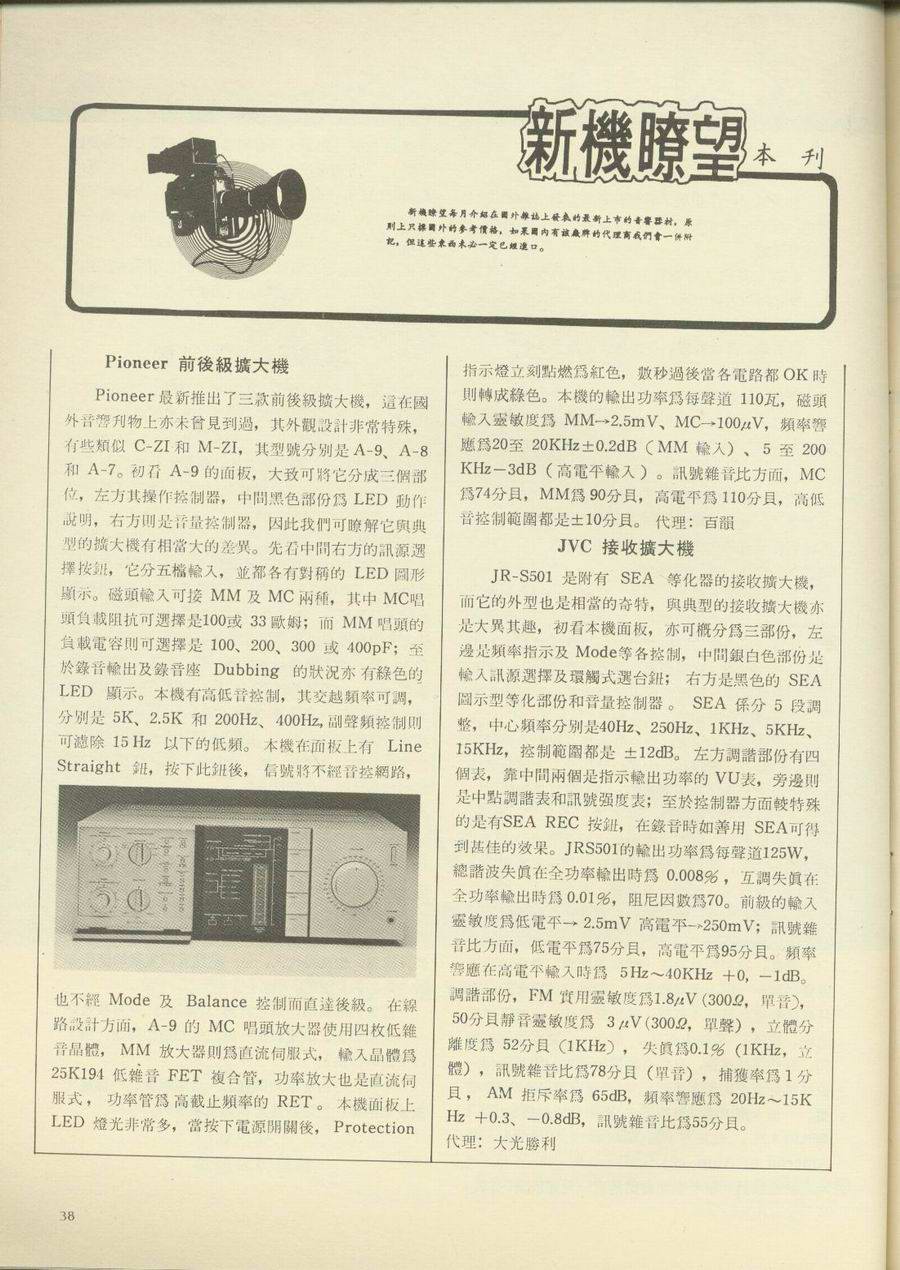 新機瞭望
本 刊
新機瞭望每月介紹在國外雜誌上發表的最新上市的音響器材，原
則上只標國外的參考價格，如果國內有該廠牌的代理商我們會一併附
記，但這些東西未必一定已經進口。
Pioneer 前後級擴大機
Pioneer 最新推出了三款前後級擴大機，這在國
外音響刋物上亦未曾見到過，其外觀設計非常特殊，
有些類似 C-ZI 和 M-ZI，其型號分別是 A-9、A-8
和 A-7。初看 A-9 的面板，大致可將它分成三個部
位，左方其操作控制器，中間黑色部份爲 LED 動作
說明，右方則是音量控制器，因此我們可瞭解它與典
型的擴大機有相當大的差異。先看中間右方的訊源選
擇按鈕，它分五檔輸入，並都各有對稱的 LED 圖形
顯示。磁頭輸入可接 MM 及 MC 兩種，其中 MC唱
頭負載阻抗可選擇是100或 33 歐姆；而 MM 唱頭的
負載電容則可選擇是 100、200、300 或 400pF；至
於錄音輸出及錄音座 Dubbing 的狀況亦有綠色的
LED 顯示。本機有高低音控制，其交越頻率可調，
分別是 5K、2.5K 和 200Hz、400Hz,副聲頻控制則
可濾除 15 Hz 以下的低頻。本機在面板上有 Line
Straight 鈕，按下此鈕後，信號將不經音控網路，
也不經 Mode 及 Balance 控制而直達後級。在線
路設計方面，A-9 的 MC 唱頭放大器使用四枚低雜
音晶體，MM 放大器則爲直流伺服式，輸入晶體爲
25K194 低雜音 FET 複合管，功率放大也是直流伺
服式，功率管爲高截止頻率的 RET。本機面板上
LED 燈光非常多，當按下電源開關後，Protection
指示燈立刻點燃爲紅色，數秒過後當各電路都 OK 時
則轉成綠色。本機的輸出功率爲每聲道 110瓦，磁頭
輸入靈敏度爲 MM→2.5mV、MC→100μV，頻率響
應爲20至 20KHz±0.2dB（MM 輸入）、5 至 200
KHz－3dB（高電平輸入）。訊號雜音比方面，MC
爲74分貝，MM爲 90分貝，高電平爲 110分貝，高低
音控制範圍都是±10分貝。 代理：百韻
JVC 接收擴大機
JR-S501 是附有 SEA 等化器的接收擴大機，
而它的外型也是相當的奇特，與典型的接收擴大機亦
是大異其趣，初看本機面板，亦可概分爲三部份，左
邊是頻率指示及 Mode等各控制，中間銀白色部份是
輸入訊源選擇及環觸式選台鈕；右方是黑色的 SEA
圖示型等化部份和音量控制器。 SEA 係分 5 段調
整，中心頻率分別是40Hz、250Hz、1KHz、5KHz、
15KHz，控制範圍都是 ±12dB。左方調諧部份有四
個表，靠中間兩個是指示輸出功率的 VU表，旁邊則
是中點調諧表和訊號强度表；至於控制器方面較特殊
的是有SEA REC 按鈕，在錄音時如善用 SEA可得
到甚佳的效果。JRS501的輸出功率爲每聲道125W，
總諧波失眞在全功率輸出時爲 0.008%，互調失眞在
全功率輸出時爲 0.01%，阻尼因數爲70。前級的輸入
靈敏度爲低電平→ 2.5mV 高電平→250mV；訊號雜
音比方面，低電平爲75分貝，高電平爲95分貝。頻率
響應在高電平輸入時爲 5Hz～40KHz +0，－1dB。
調諧部份，FM 實用靈敏度爲1.8μV (300Ω，單音)，
50分貝靜音靈敏度爲 3 μV (300Ω，單聲），立體分
離度爲 52分貝（1KHz），失眞爲0.1%（1KHz，立
體），訊號雜音比爲78分貝（單音），捕獲率爲 1 分
貝，AM 拒斥率爲 65dB，頻率響應爲 20Hz～15K
Hz +0.3、－0.8dB，訊號雜音比爲55分貝。
代理：大光勝利
38